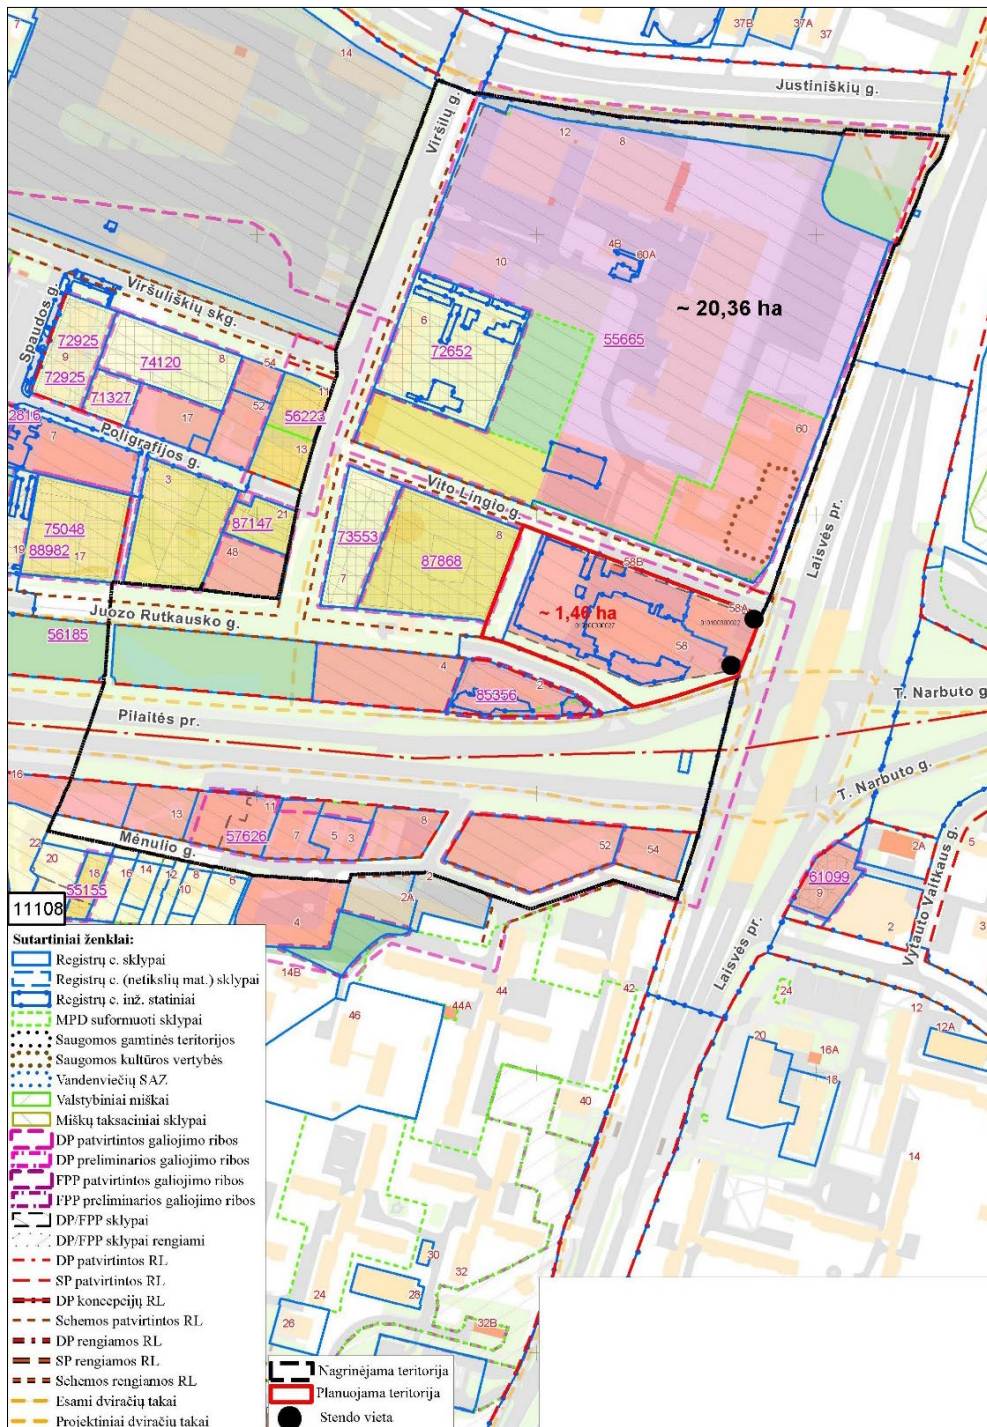 7
14
37B
37A
37
Justiniškių g.
Viršilų g.
12
8
4B
60A
10
~ 20,36 ha
Viršuliškių skg.
Spaudos g.
6
72652
55665
72925
9
72925
74120
8
54
71327
11
52
56223
17
13
60
2816
7
Poligrafijos g.
3
Vito Lingio g.
Laisvės pr.
75048
88982
19
17
87147
21
48
73553
7
87868
8
58B
58A
~ 1,46 ha
58
Juozo Rutkausko g.
56185
4
2
85356
T. Narbuto g.
Pilaitės pr.
T. Narbuto g.
16
13
11
57626
7
5
3
8
52
54
Mėnulio g.
22
20
18
16
14
12
10
8
6
55155
4
2
2A
2A
61099
9
2
5
3
Vytauto Vaitkaus g.
11108
14B
44
44A
46
42
Laisvės pr.
24
20
16A
18
12
12A
14
40
30
32
24
28
26
32B
Sutartiniai ženklai:
Registrų c. sklypai
Registrų c. (netikslių mat.) sklypai
Registrų c. inž. statiniai
MPD suformuoti sklypai
Saugomos gamtinės teritorijos
Saugomos kultūros vertybės
Vandenviečių SAZ
Valstybiniai miškai
Miškų taksaciniai sklypai
DP patvirtintos galiojimo ribos
DP preliminarios galiojimo ribos
FPP patvirtintos galiojimo ribos
FPP preliminarios galiojimo ribos
DP/FPP sklypai
DP/FPP sklypai rengiami
DP patvirtintos RL
SP patvirtintos RL
DP koncepcijų RL
Schemos patvirtintos RL
DP rengiamos RL
SP rengiamos RL
Schemos rengiamos RL
Esami dviračių takai
Projektiniai dviračių takai
Nagrinėjama teritorija
Planuojama teritorija
Stendo vieta